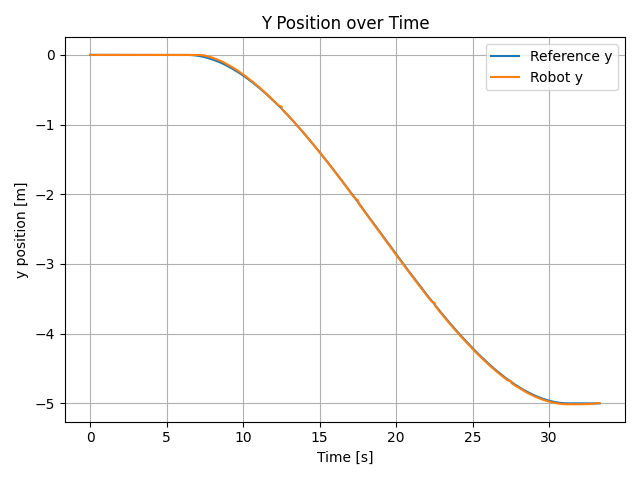 Y Position over Time
Reference y
Robot y
0
−1
−2
−3
−4
−5
y position [m]
0 5 10 15 20 25 30
Time [s]